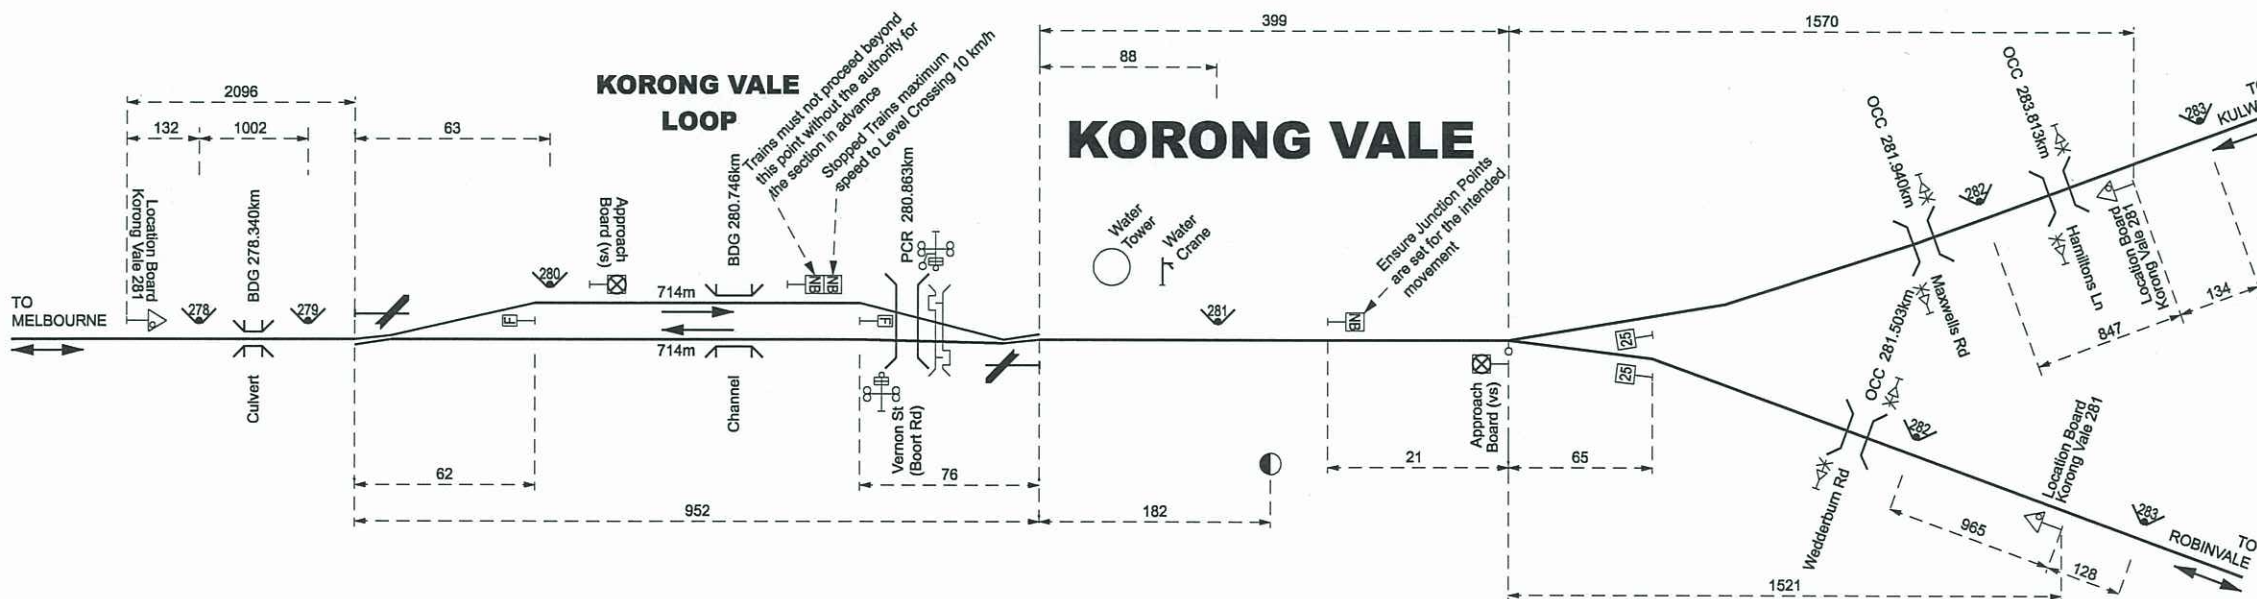 399
1570
88
2096
132
1002
63
KORONG VALE
LOOP
Trains must not proceed beyond
this point without the authority for
the section in advance
Stopped Trains maximum
speed to Level Crossing 10 km/h
KORONG VALE
OCC 283.813km
OCC 281.940km
283
KULW
282
Location Board
Korong Vale 281
Hamiltons Ln
Maxwells Rd
134
847
Location Board
Korong Vale 281
BDG 278.340km
278
279
280
Approach
Board (vs)
BDG 280.746km
PCR 280.863km
NB
NB
Water
Tower
Water
Crane
Ensure Junction Points
are set for the intended
movement
281
NB
TO
MELBOURNE
714m
714m
F
F
Culvert
Channel
Vernon St
(Boort Rd)
Approach
Board (vs)
25
25
OCC 281.503km
282
Wedderburn Rd
Location Board
Korong Vale 281
283
TO
ROBINVALE
62
76
21
65
952
182
965
128
1521